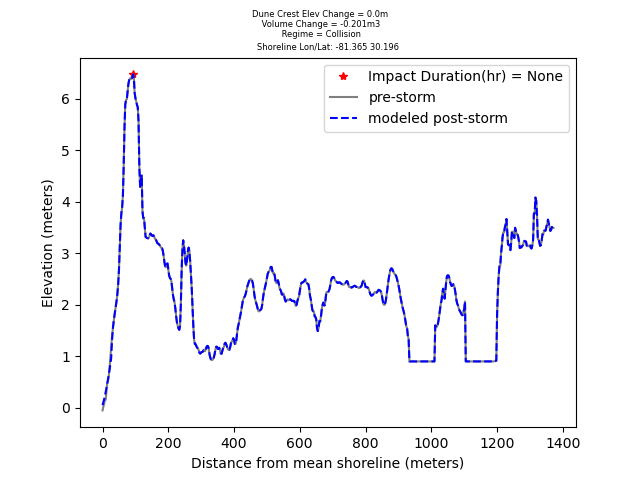 Dune Crest Elev Change = 0.0m
Volume Change = -0.201m3
Regime = Collision
Shoreline Lon/Lat: -81.365 30.196
Impact Duration(hr) = None
pre-storm
modeled post-storm
Elevation (meters)
6
5
4
3
2
1
0
0 200 400 600 800 1000 1200 1400
Distance from mean shoreline (meters)